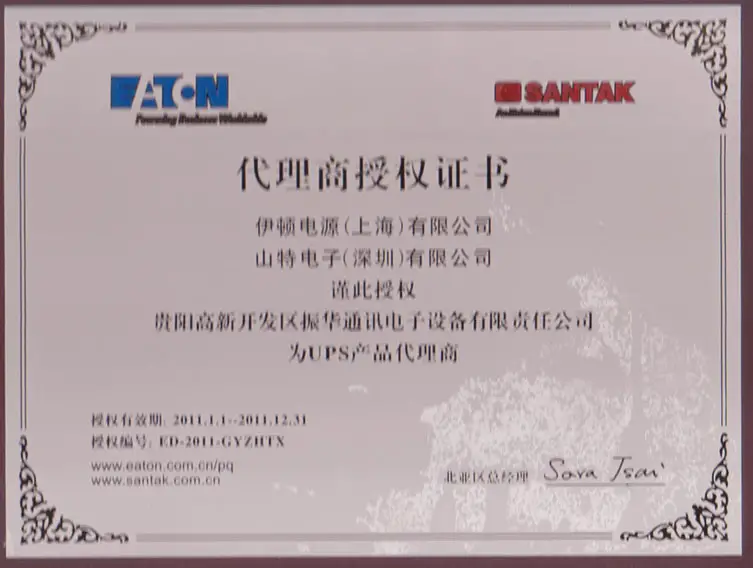 EATON
Powering Business Worldwide
SANTAK
代理商授权证书
伊顿电源(上海)有限公司
山特电子(深圳)有限公司
谨此授权
贵阳高新开发区振华通讯电子设备有限责任公司
为UPS产品代理商
授权有效期: 2011.1.1--2011.12.31
授权编号: ED-2011-GYZHTX
www.eaton.com.cn/pq
www.santak.com.cn
北亚区总经理 Sara Tsai